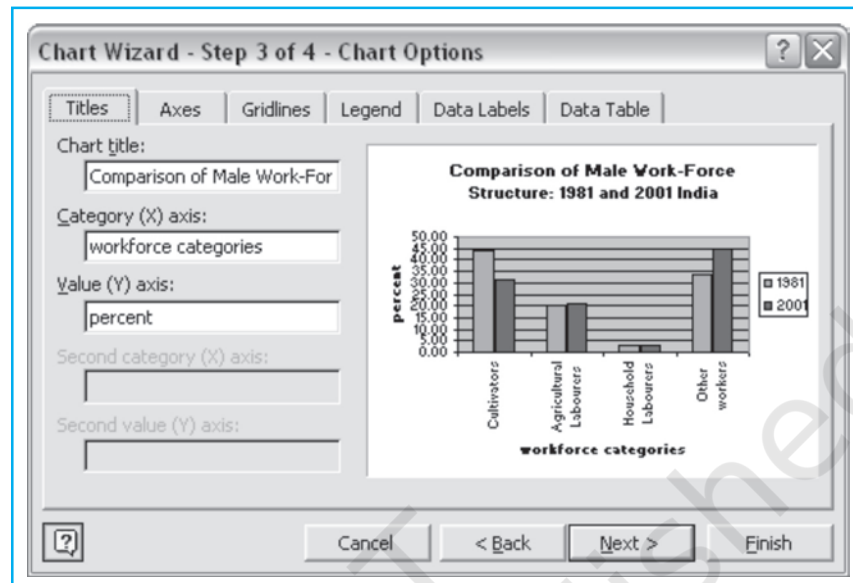 Chart Wizard - Step 3 of 4 - Chart Options
Titles Axes Gridlines Legend Data Labels Data Table
Chart title:
Comparison of Male Work-For
Category (X) axis:
workforce categories
Value (Y) axis:
percent
Second category (X) axis:
Second value (Y) axis:
Comparison of Male Work-Force
Structure: 1981 and 2001 India
percent
50.00
45.00
40.00
35.00
30.00
25.00
20.00
15.00
10.00
5.00
0.00
Cultivators
Agricultural
Labourers
Household
Labourers
Other
workers
workforce categories
1981
2001
Cancel < Back Next > Finish